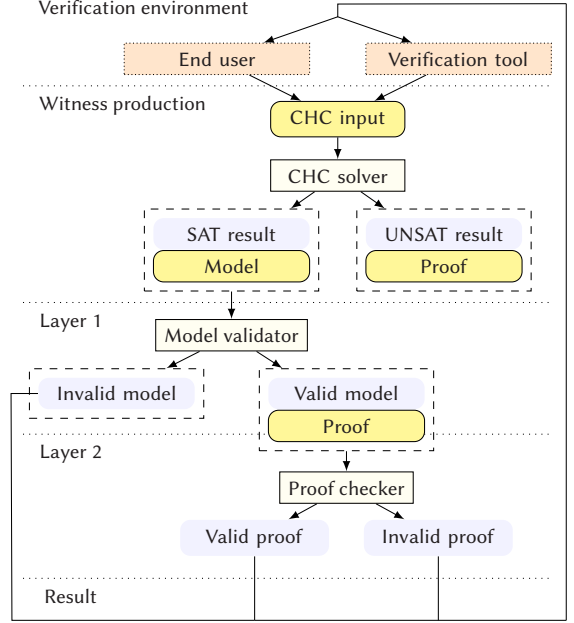 Verification environment
End user
Verification tool
Witness production
CHC input
CHC solver
SAT result
UNSAT result
Model
Proof
Layer 1
Model validator
Invalid model
Valid model
Proof
Layer 2
Proof checker
Valid proof
Invalid proof
Result